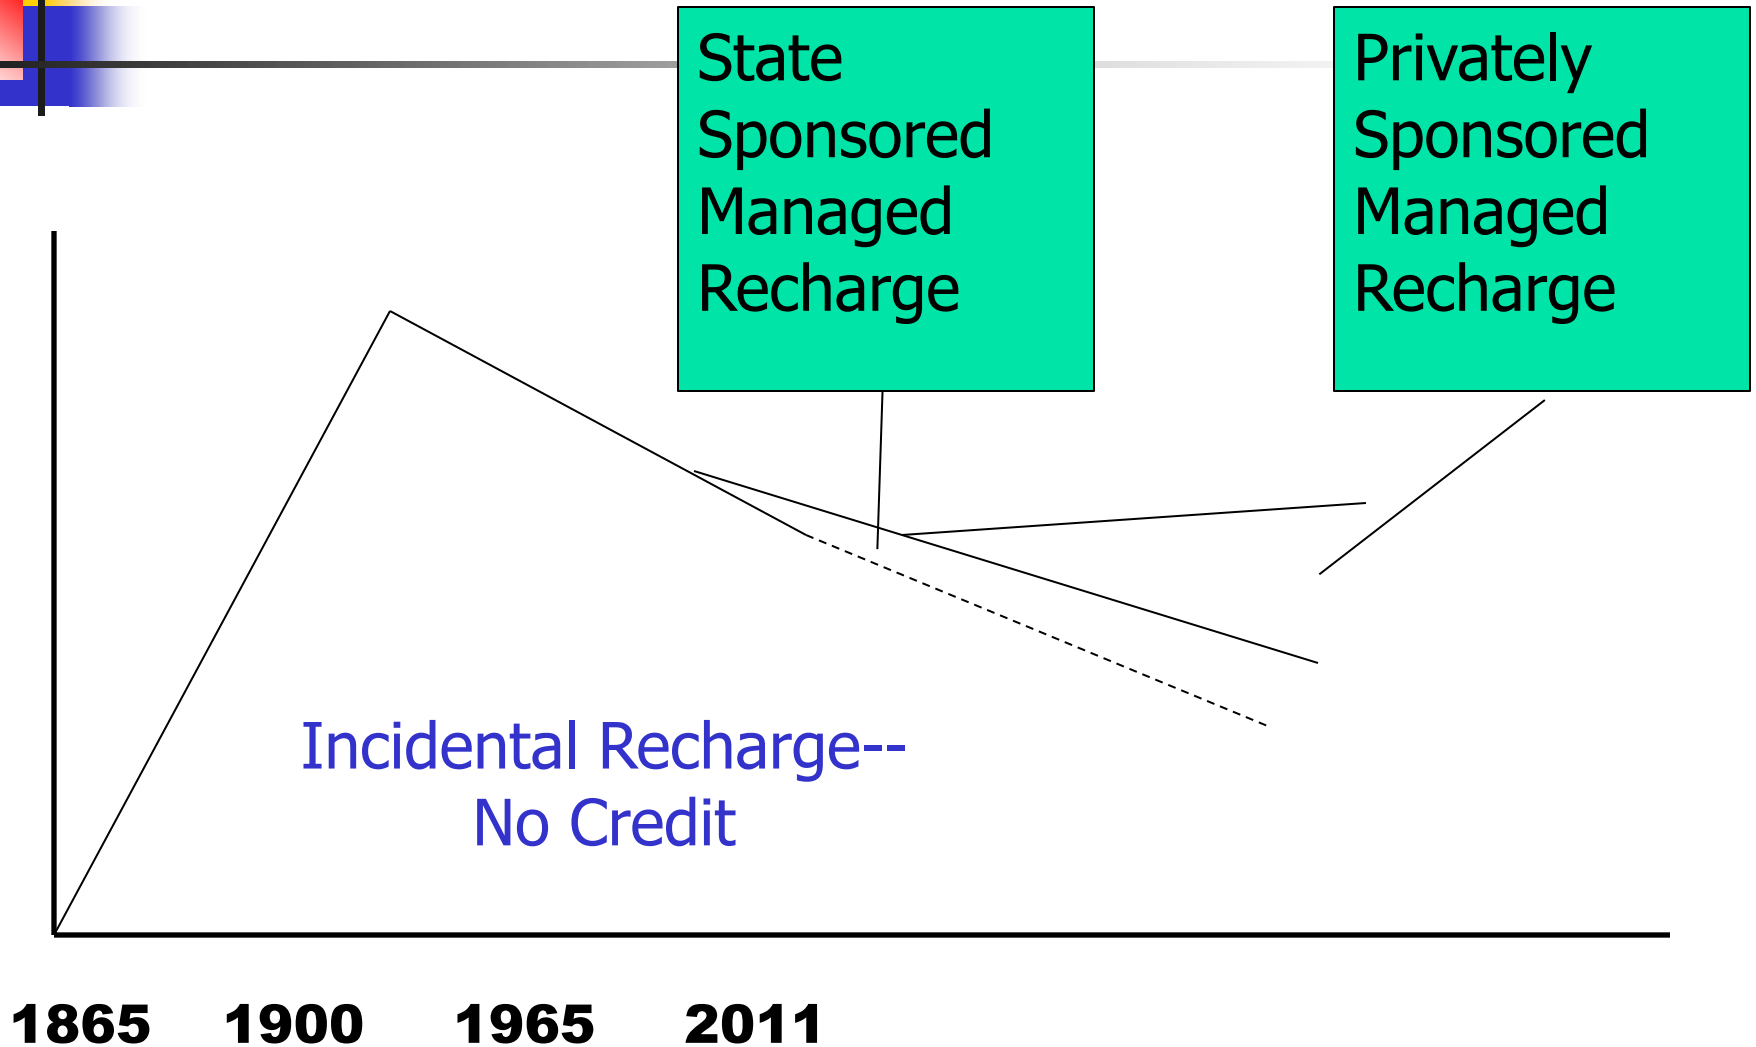 State
Sponsored
Managed
Recharge
Privately
Sponsored
Managed
Recharge
Incidental Recharge--
No Credit
1865 1900 1965 2011